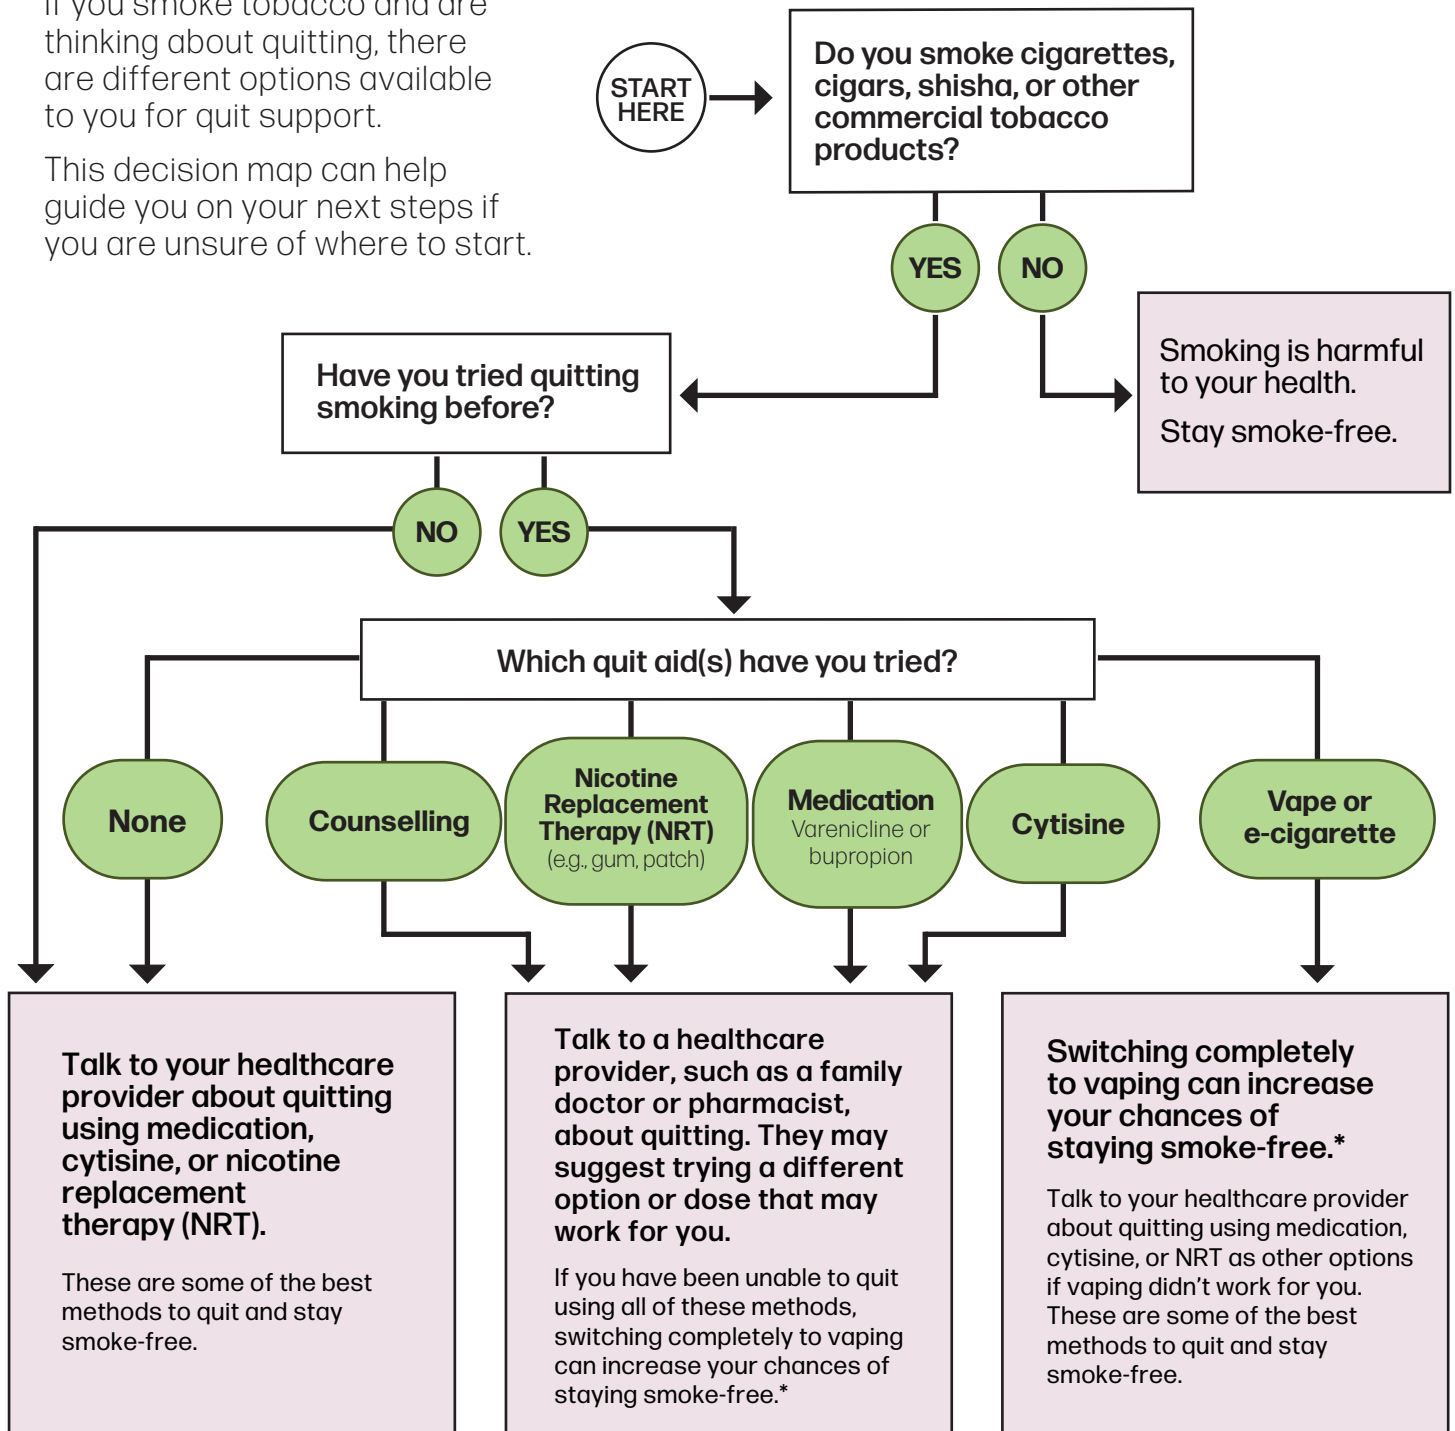 If you smoke tobacco and are
thinking about quitting, there
are different options available
to you for quit support.
This decision map can help
guide you on your next steps if
you are unsure of where to start.
START
HERE
Do you smoke cigarettes,
cigars, shisha, or other
commercial tobacco
products?
YES
NO
Smoking is harmful
to your health.
Stay smoke-free.
Have you tried quitting
smoking before?
NO
YES
Which quit aid(s) have you tried?
None
Counselling
Nicotine
Replacement
Therapy (NRT)
(e.g., gum, patch)
Medication
Varenicline or
bupropion
Cytisine
Vape or
e-cigarette
Talk to your healthcare
provider about quitting
using medication,
cytisine, or nicotine
replacement
therapy (NRT).
These are some of the best
methods to quit and stay
smoke-free.
Talk to a healthcare
provider, such as a family
doctor or pharmacist,
about quitting. They may
suggest trying a different
option or dose that may
work for you.
If you have been unable to quit
using all of these methods,
switching completely to vaping
can increase your chances of
staying smoke-free.*
Switching completely
to vaping can increase
your chances of
staying smoke-free.*
Talk to your healthcare provider
about quitting using medication,
cytisine, or NRT as other options
if vaping didn't work for you.
These are some of the best
methods to quit and stay
smoke-free.